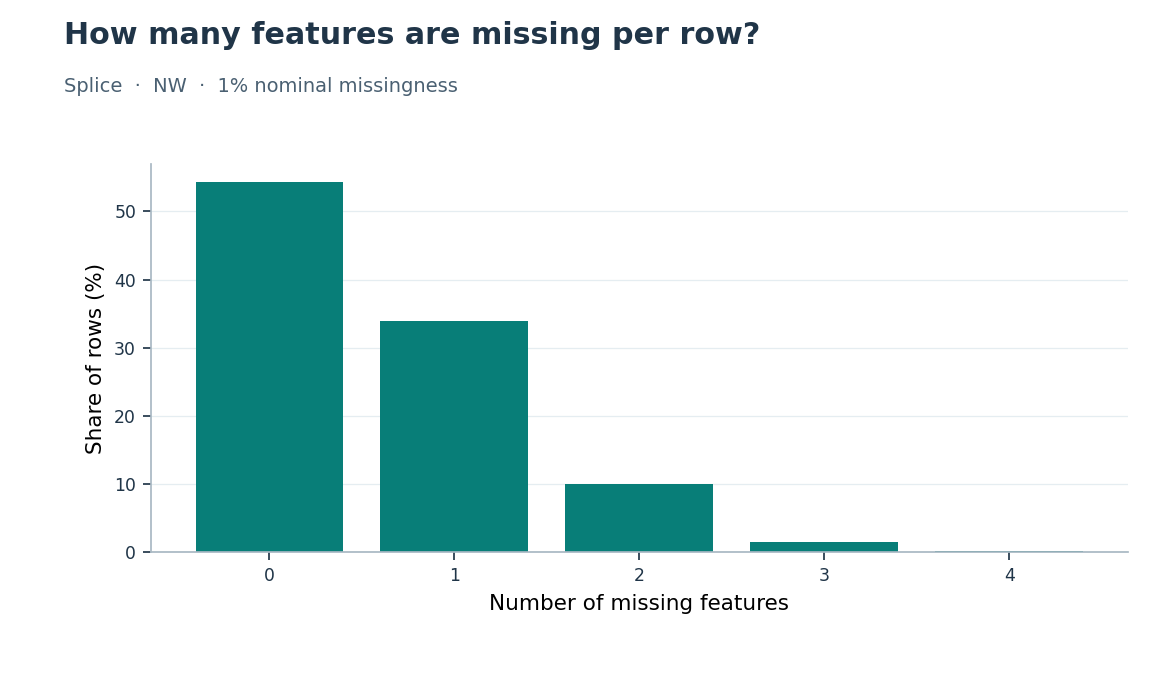 How many features are missing per row?
Splice · NW · 1% nominal missingness
Share of rows (%)
50
40
30
20
10
0
0 1 2 3 4
Number of missing features